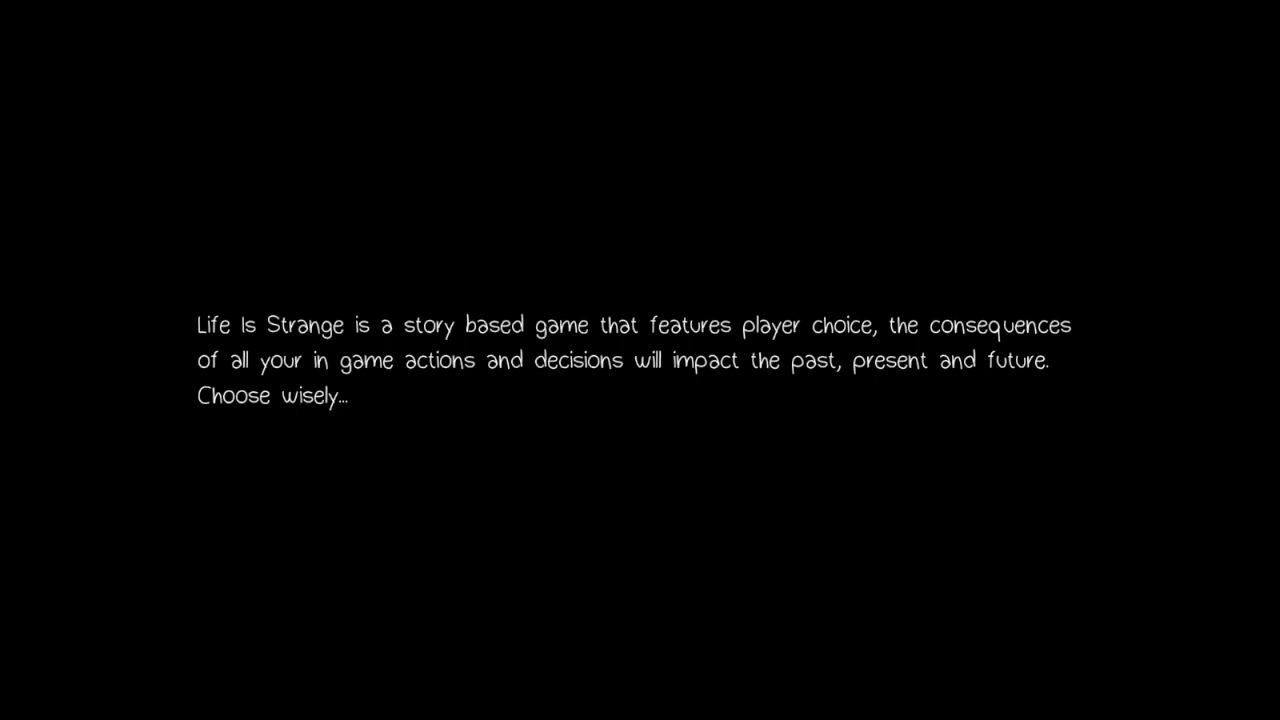 Life Is Strange is a story based game that features player choice, the consequences
of all your in game actions and decisions will impact the past, present and future.
Choose wisely...